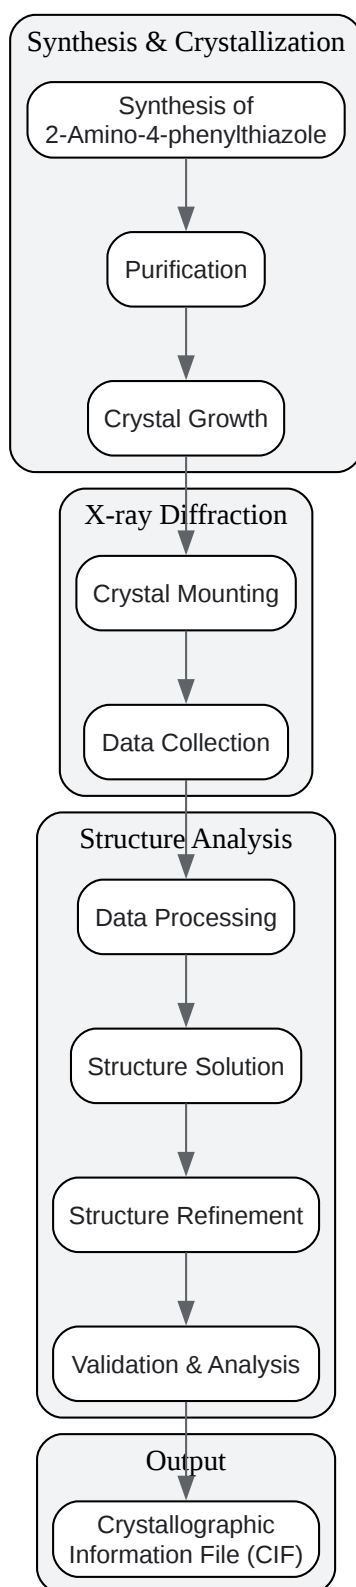 Synthesis & Crystallization
Synthesis of
2-Amino-4-phenylthiazole
Purification
Crystal Growth
X-ray Diffraction
Crystal Mounting
Data Collection
Structure Analysis
Data Processing
Structure Solution
Structure Refinement
Validation & Analysis
Output
Crystallographic
Information File (CIF)